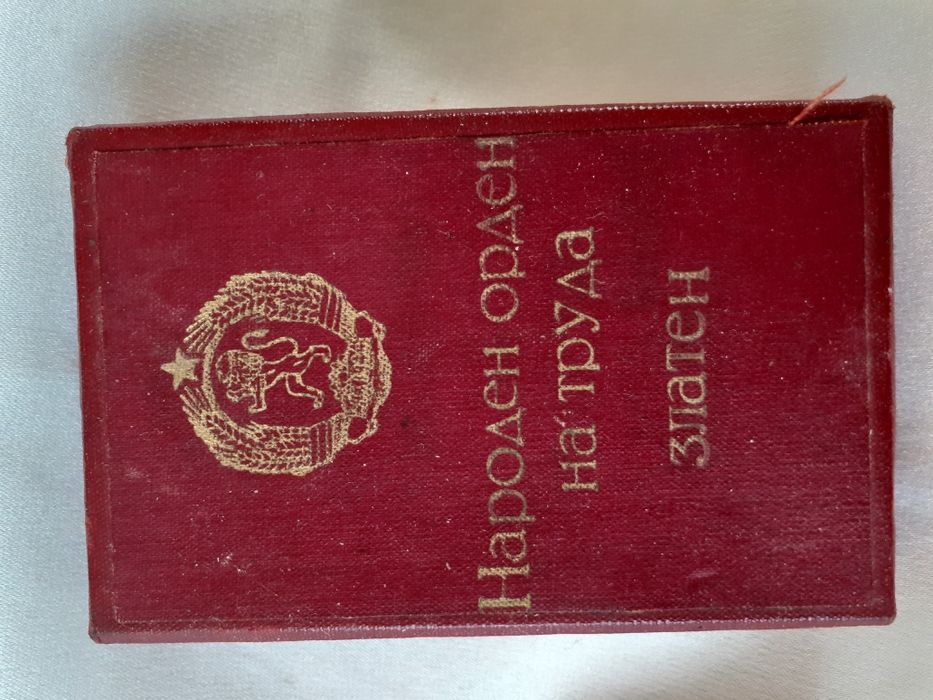 Народен орден
на труда
златен